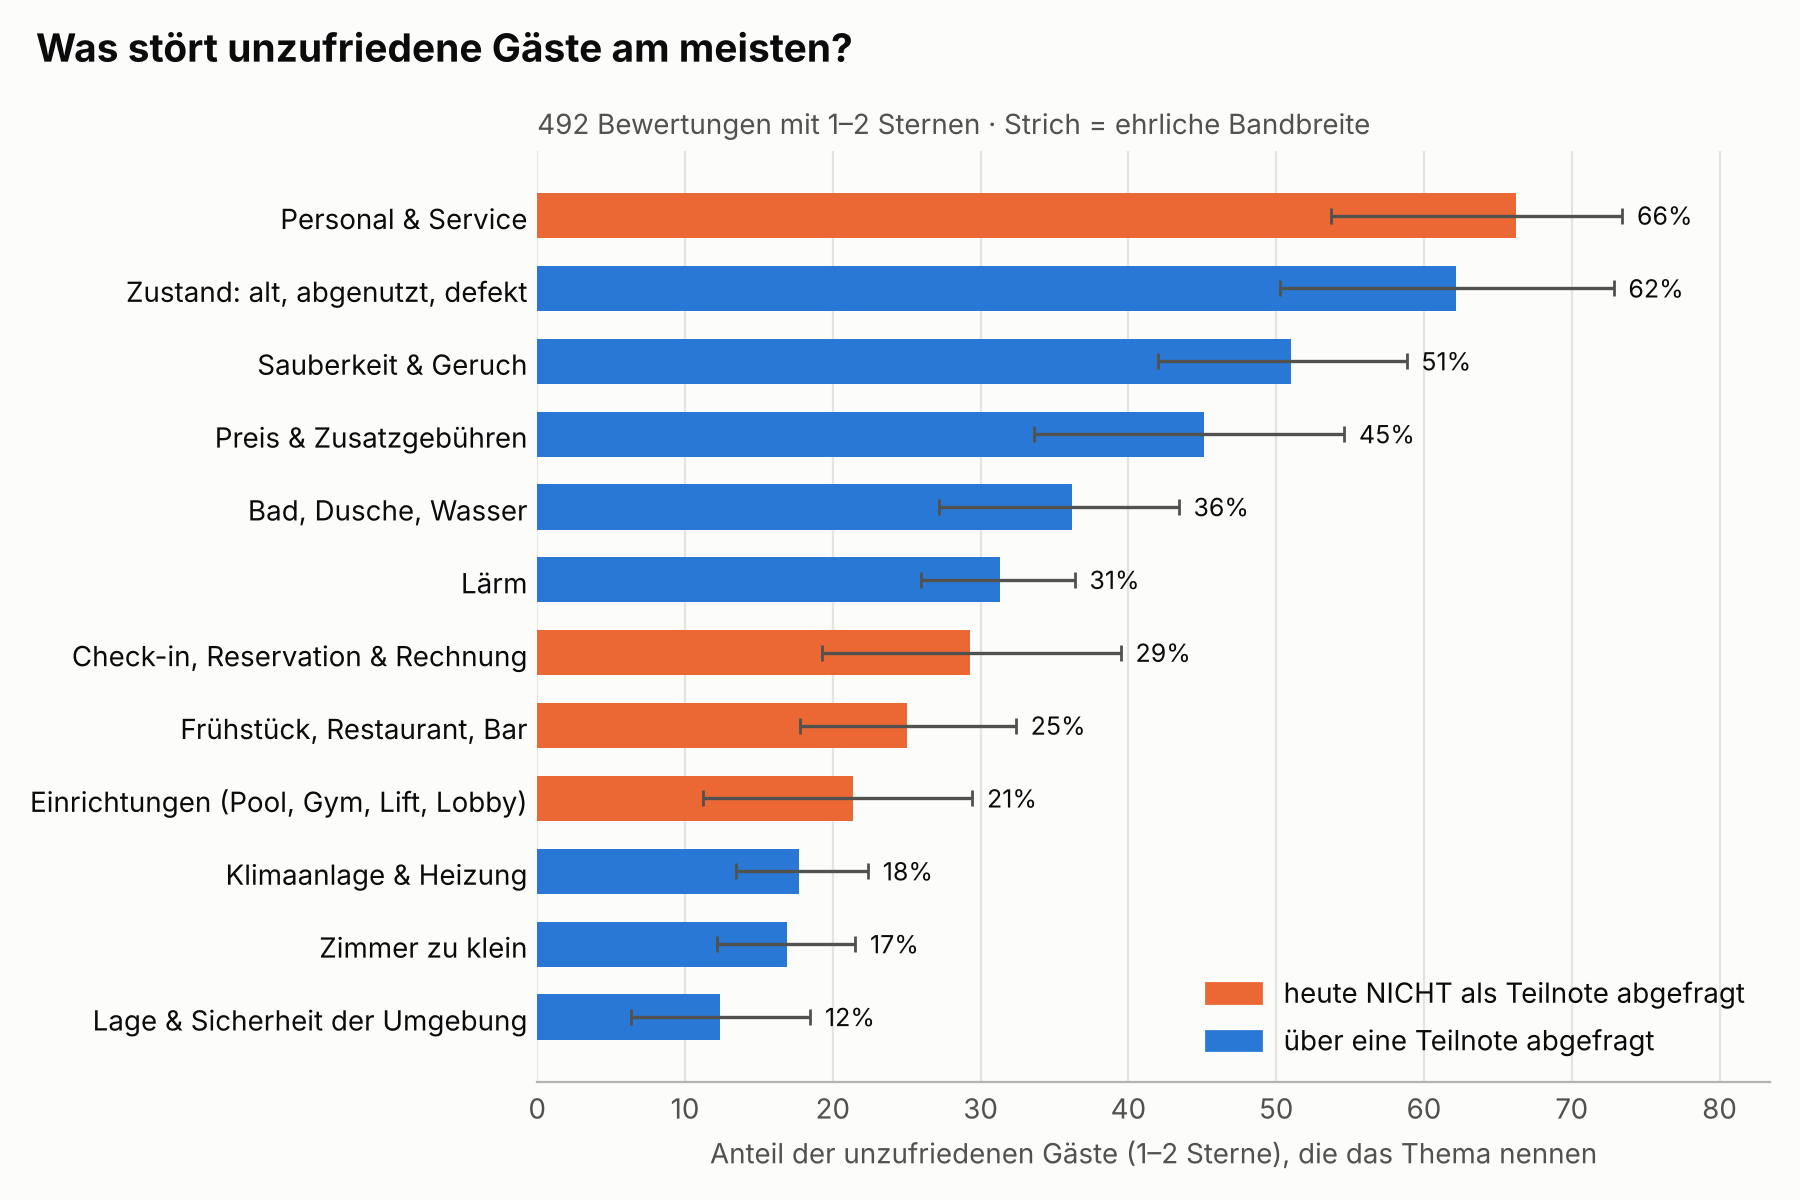 Was stört unzufriedene Gäste am meisten?
492 Bewertungen mit 1–2 Sternen · Strich = ehrliche Bandbreite
Personal & Service 66%
Zustand: alt, abgenutzt, defekt 62%
Sauberkeit & Geruch 51%
Preis & Zusatzgebühren 45%
Bad, Dusche, Wasser 36%
Lärm 31%
Check-in, Reservation & Rechnung 29%
Frühstück, Restaurant, Bar 25%
Einrichtungen (Pool, Gym, Lift, Lobby) 21%
Klimaanlage & Heizung 18%
Zimmer zu klein 17%
heute NICHT als Teilnote abgefragt
Lage & Sicherheit der Umgebung 12%
über eine Teilnote abgefragt
0 10 20 30 40 50 60 70 80
Anteil der unzufriedenen Gäste (1–2 Sterne), die das Thema nennen